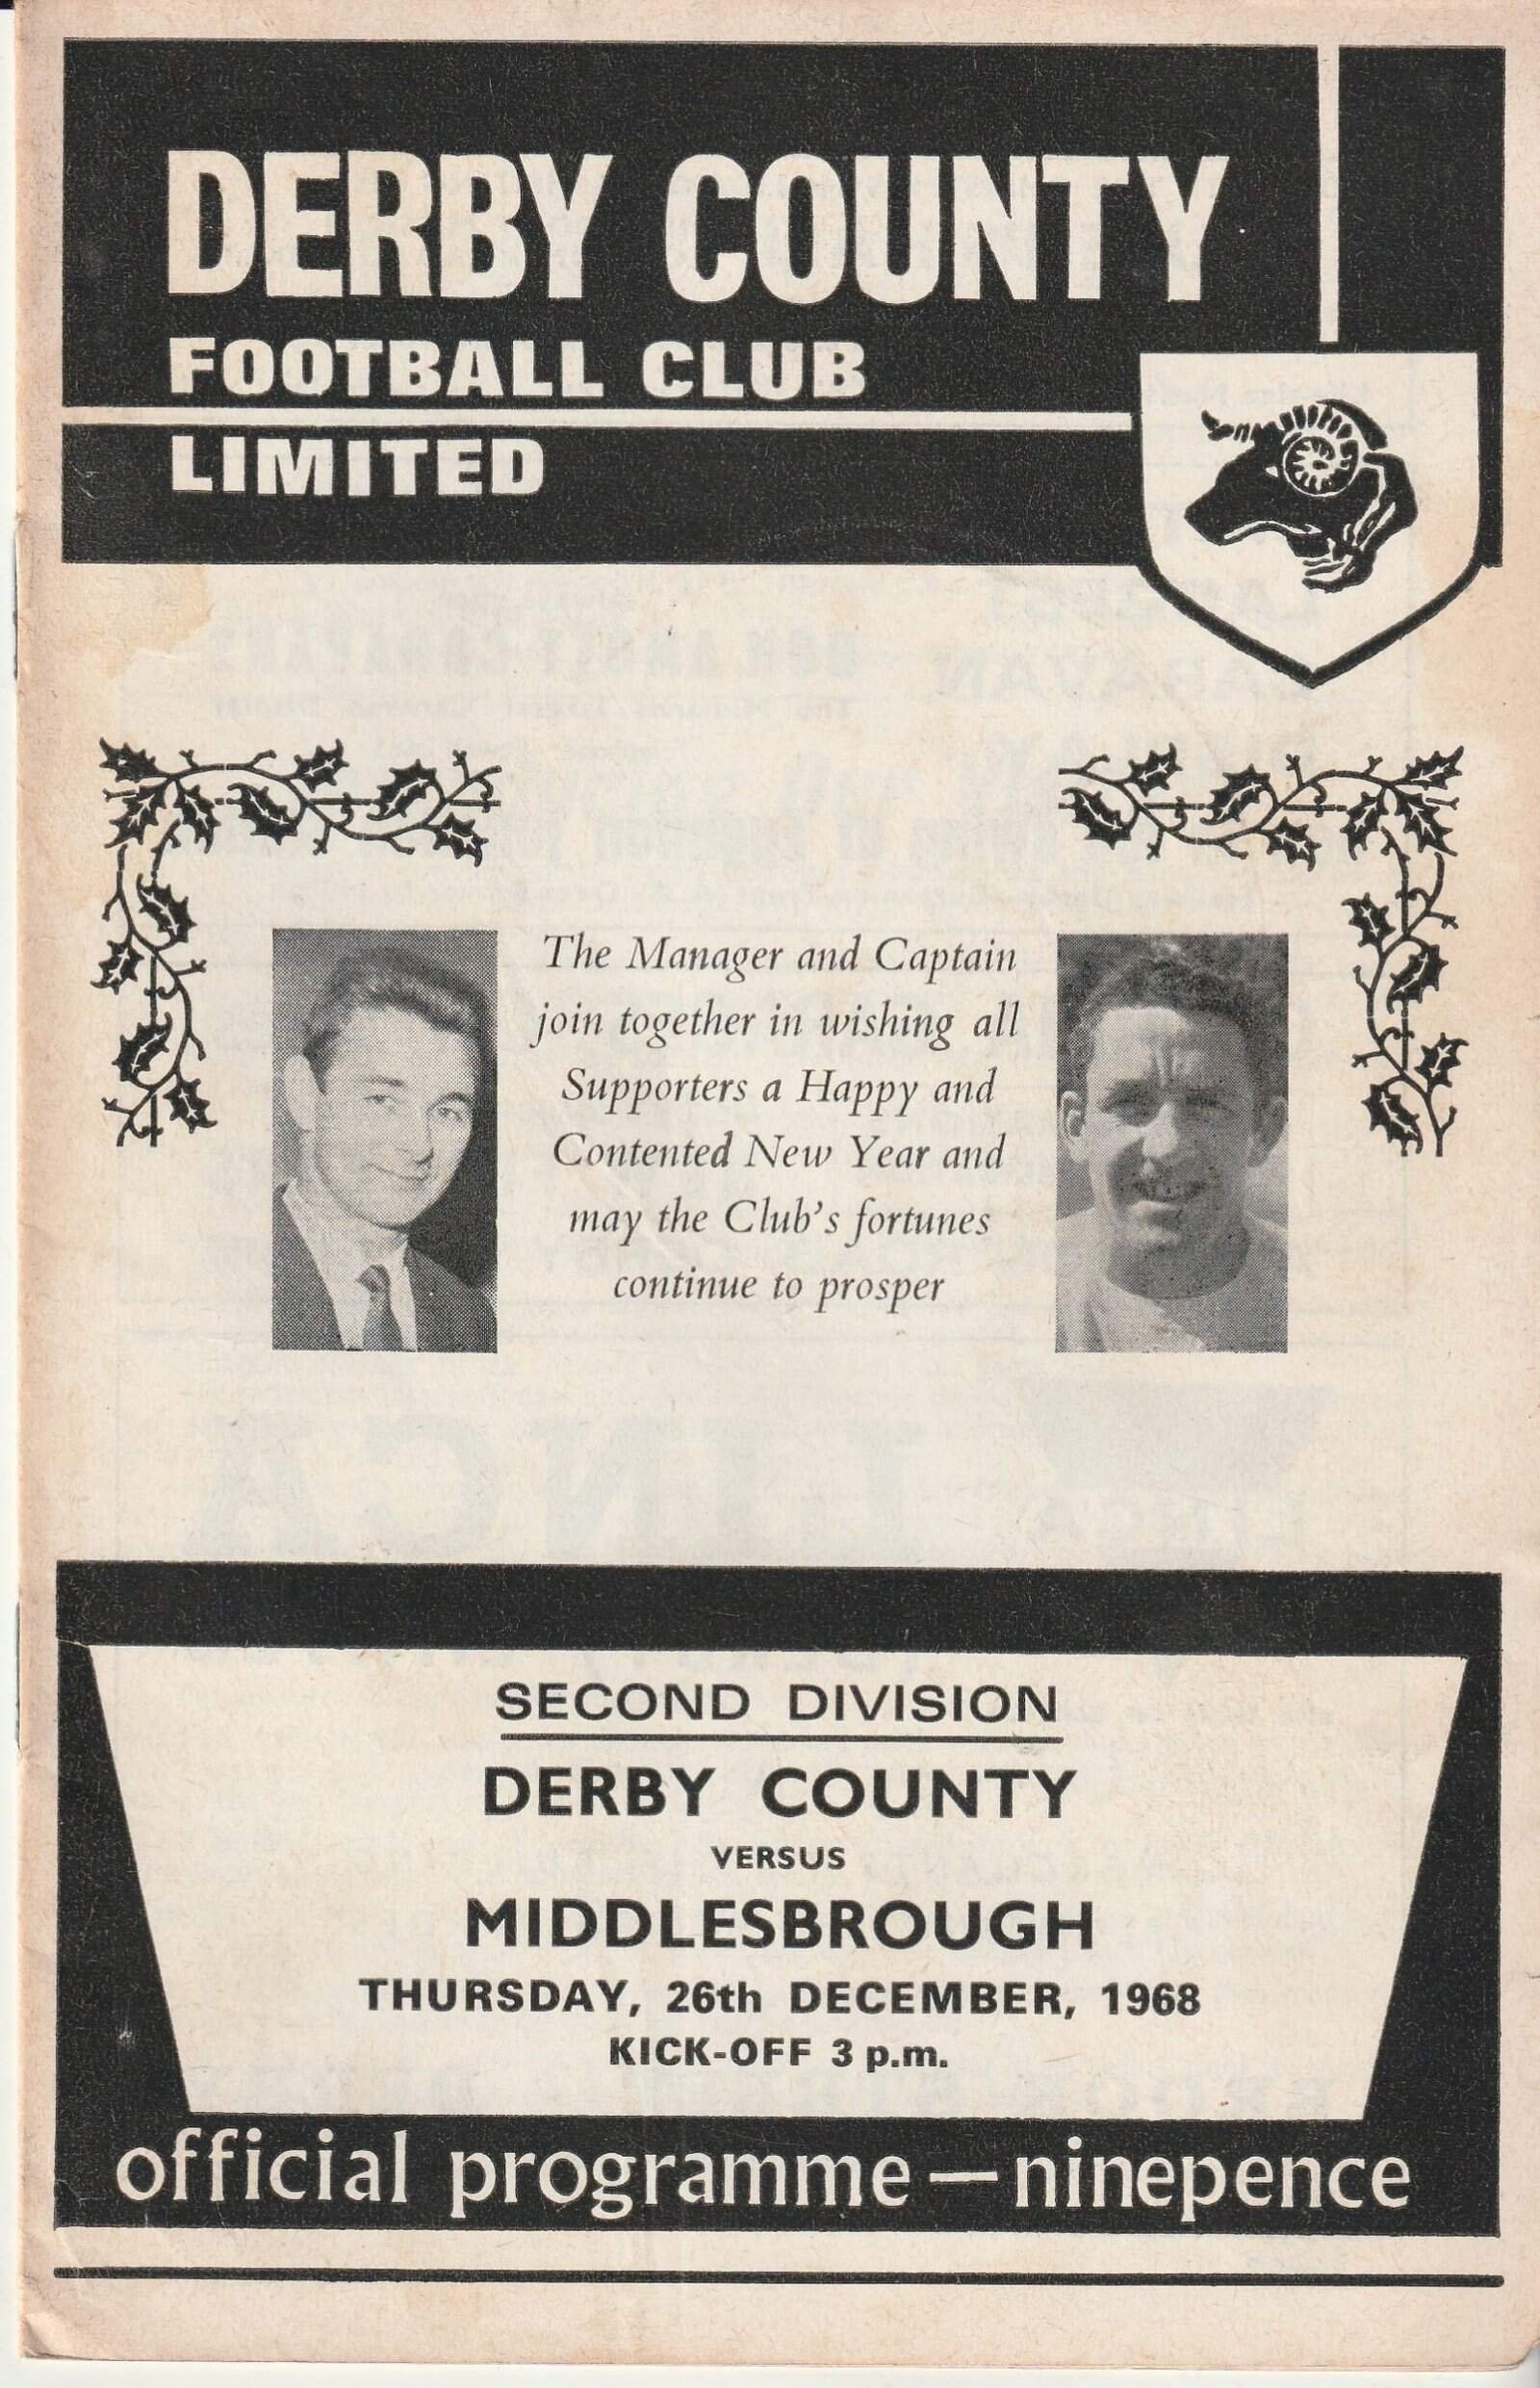 DERBY COUNTY
FOOTBALL CLUB
LIMITED
The Manager and Captain
join together in wishing all
Supporters a Happy and
Contented New Year and
may the Club's fortunes
continue to prosper
SECOND DIVISION
DERBY COUNTY
VERSUS
MIDDLESBROUGH
THURSDAY, 26th DECEMBER, 1968
KICK-OFF 3 p.m.
official programme — ninepence